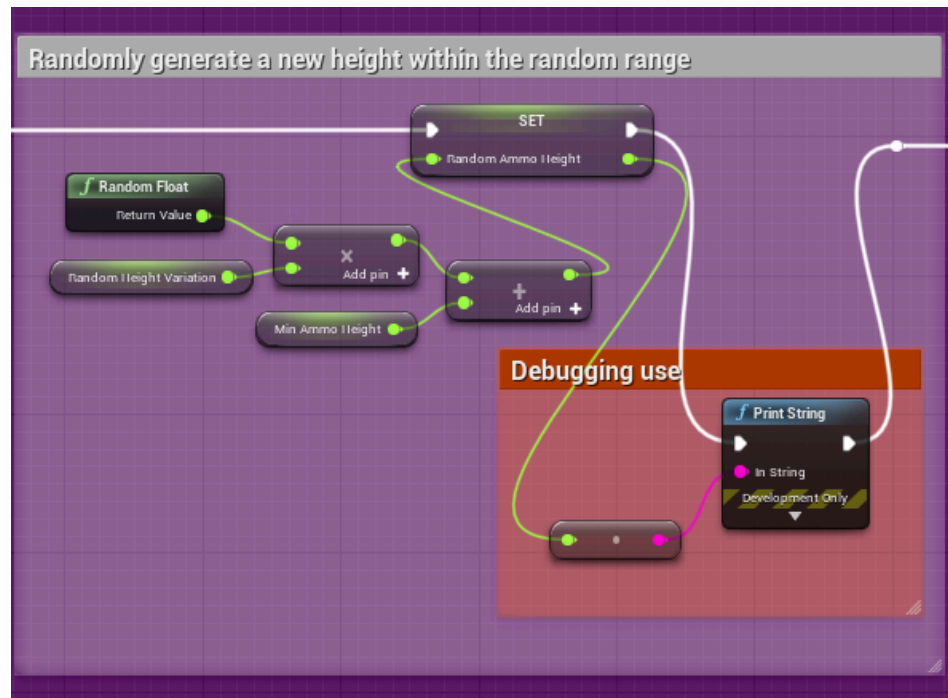 Randomly generate a new height within the random range
SET
Random Ammo Height
f Random Float
Return Value
x
Add pin +
Random Height Variation
+
Add pin +
Min Ammo Height
Debugging use
f Print String
In String
Development Only